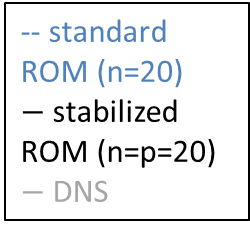 -- standard
ROM (n=20)
— stabilized
ROM (n=p=20)
— DNS